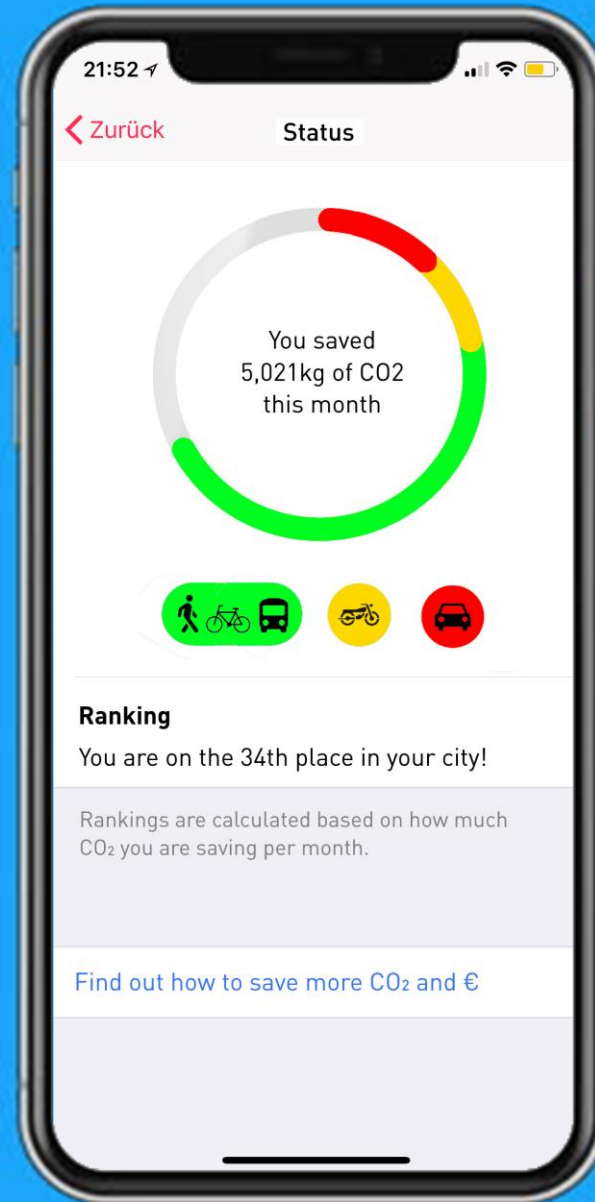 21:52
Zurück
Status
You saved
5,021kg of CO2
this month
Ranking
You are on the 34th place in your city!
Rankings are calculated based on how much
CO₂ you are saving per month.
Find out how to save more CO₂ and €